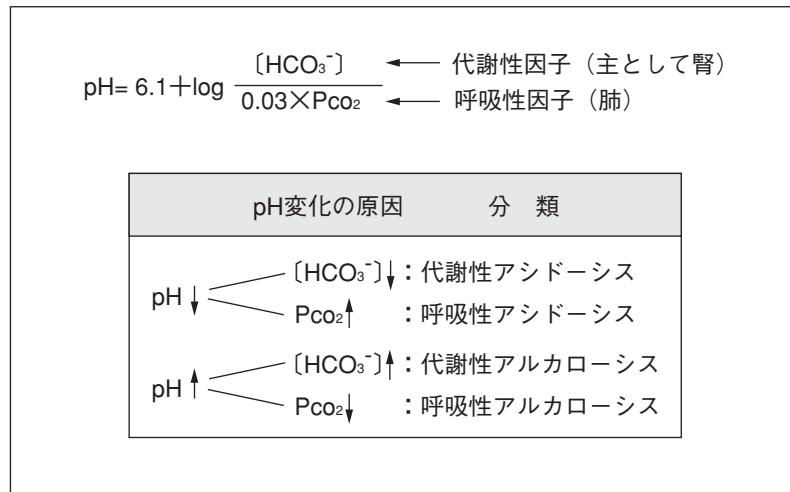 pH= 6.1＋log 〔HCO₃⁻〕 / 0.03×Pco₂
代謝性因子（主として腎）
呼吸性因子（肺）
pH変化の原因 分　類
pH↓
〔HCO₃⁻〕↓：代謝性アシドーシス
Pco₂↑ ：呼吸性アシドーシス
pH↑
〔HCO₃⁻〕↑：代謝性アルカローシス
Pco₂↓ ：呼吸性アルカローシス